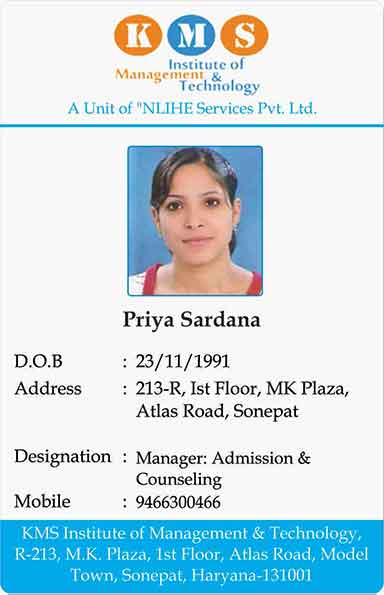 K M S
Institute of
Management &
Technology
A Unit of "NLIHE Services Pvt. Ltd.
Priya Sardana
D.O.B : 23/11/1991
Address : 213-R, Ist Floor, MK Plaza,
Atlas Road, Sonepat
Designation : Manager: Admission &
Counseling
Mobile : 9466300466
KMS Institute of Management & Technology,
R-213, M.K. Plaza, 1st Floor, Atlas Road, Model
Town, Sonepat, Haryana-131001